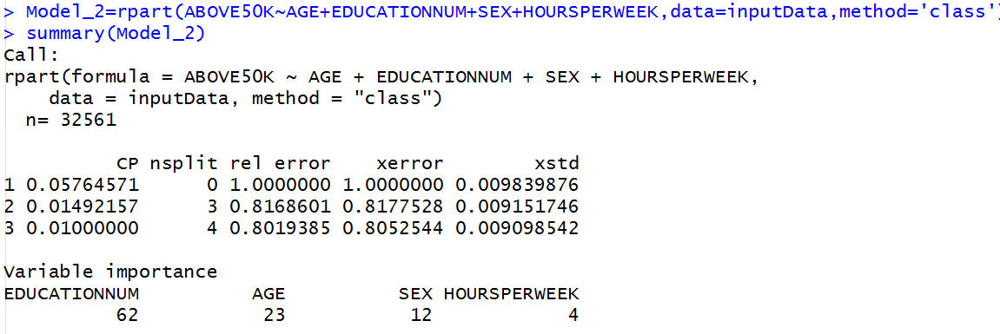 > Model_2=rpart(ABOVE50K~AGE+EDUCATIONNUM+SEX+HOURSPERWEEK,data=inputData,method='class')
> summary(Model_2)
Call:
rpart(formula = ABOVE50K ~ AGE + EDUCATIONNUM + SEX + HOURSPERWEEK,
    data = inputData, method = "class")
  n= 32561

          CP nsplit rel error    xerror        xstd
1 0.05764571      0 1.0000000 1.0000000 0.009839876
2 0.01492157      3 0.8168601 0.8177528 0.009151746
3 0.01000000      4 0.8019385 0.8052544 0.009098542

Variable importance
EDUCATIONNUM          AGE          SEX HOURSPERWEEK
          62           23           12            4